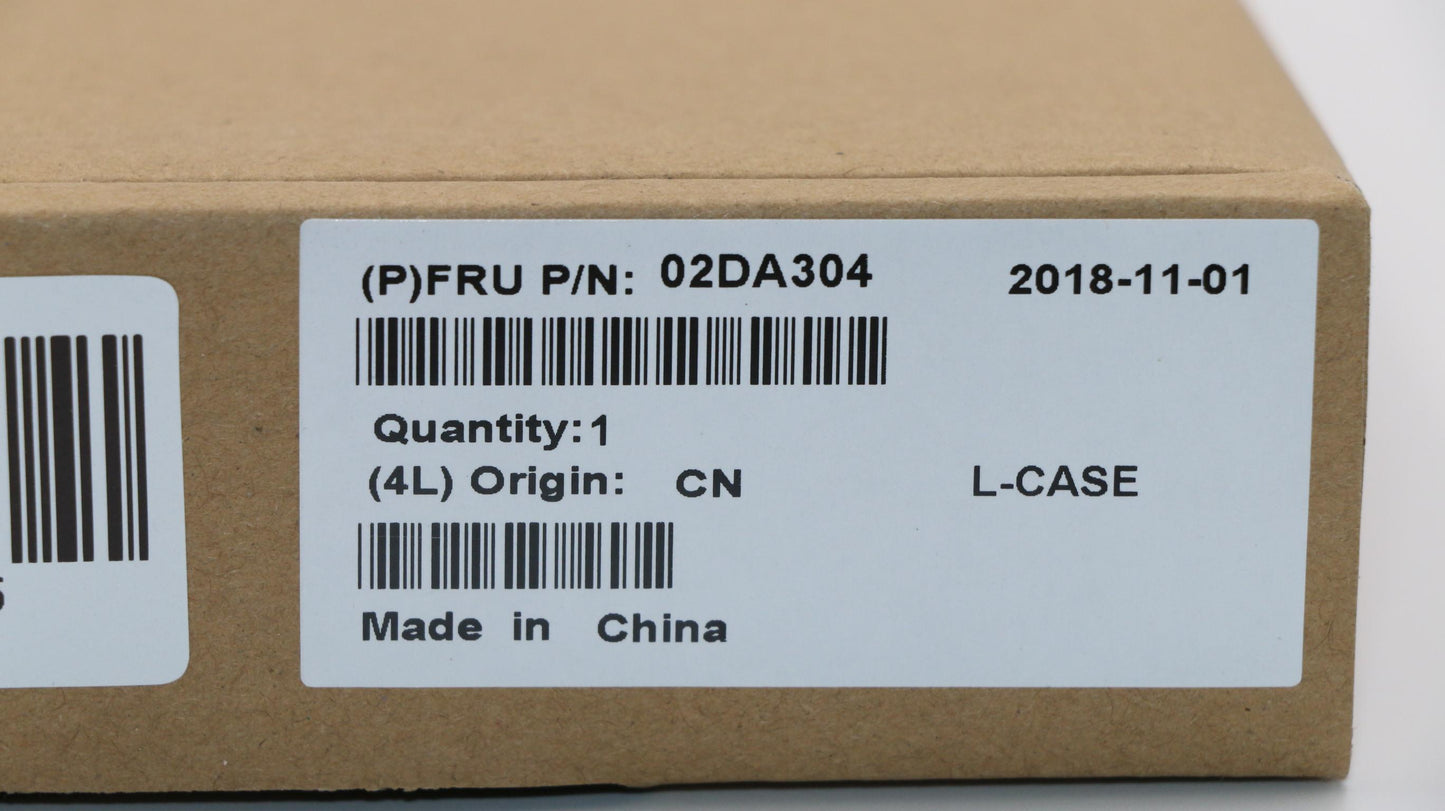 (P)FRU P/N: 02DA304 2018-11-01
Quantity:1
(4L) Origin: CN L-CASE
Made in China